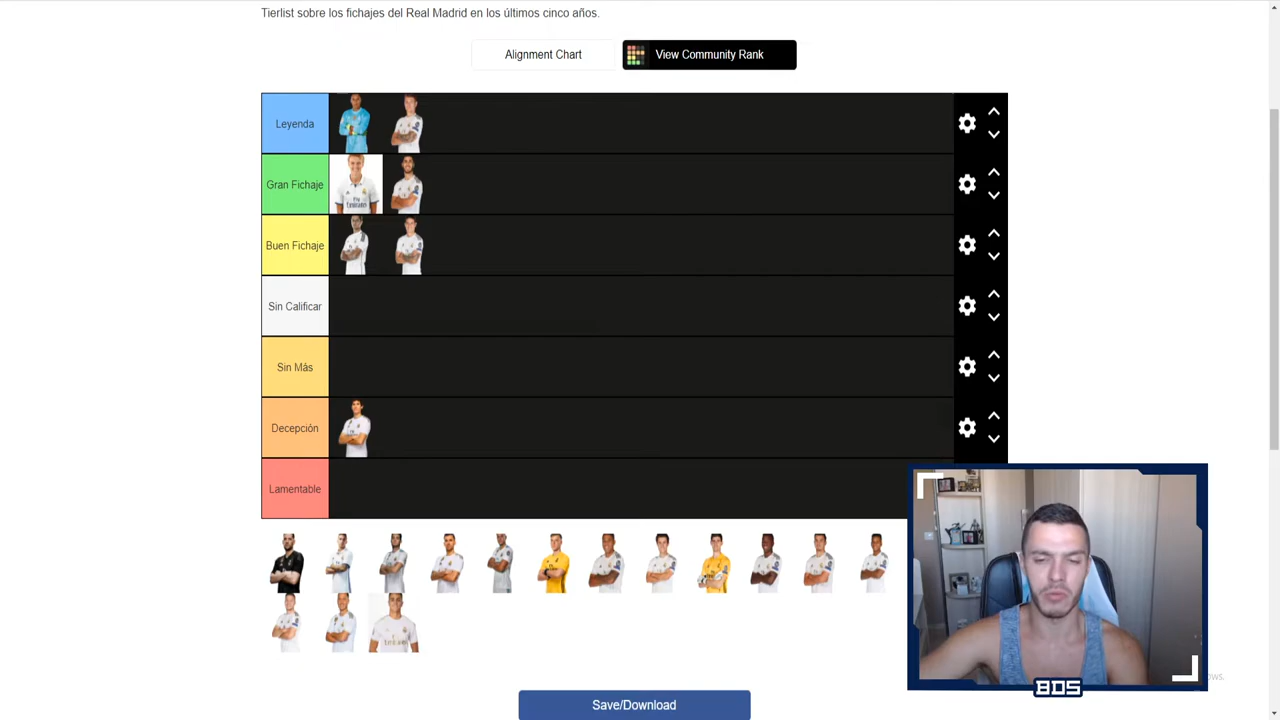 Tierlist sobre los fichajes del Real Madrid en los últimos cinco años.
Alignment Chart
View Community Rank
Leyenda
Gran Fichaje
Buen Fichaje
Sin Calificar
Sin Más
Decepción
Lamentable
Save/Download
BDS